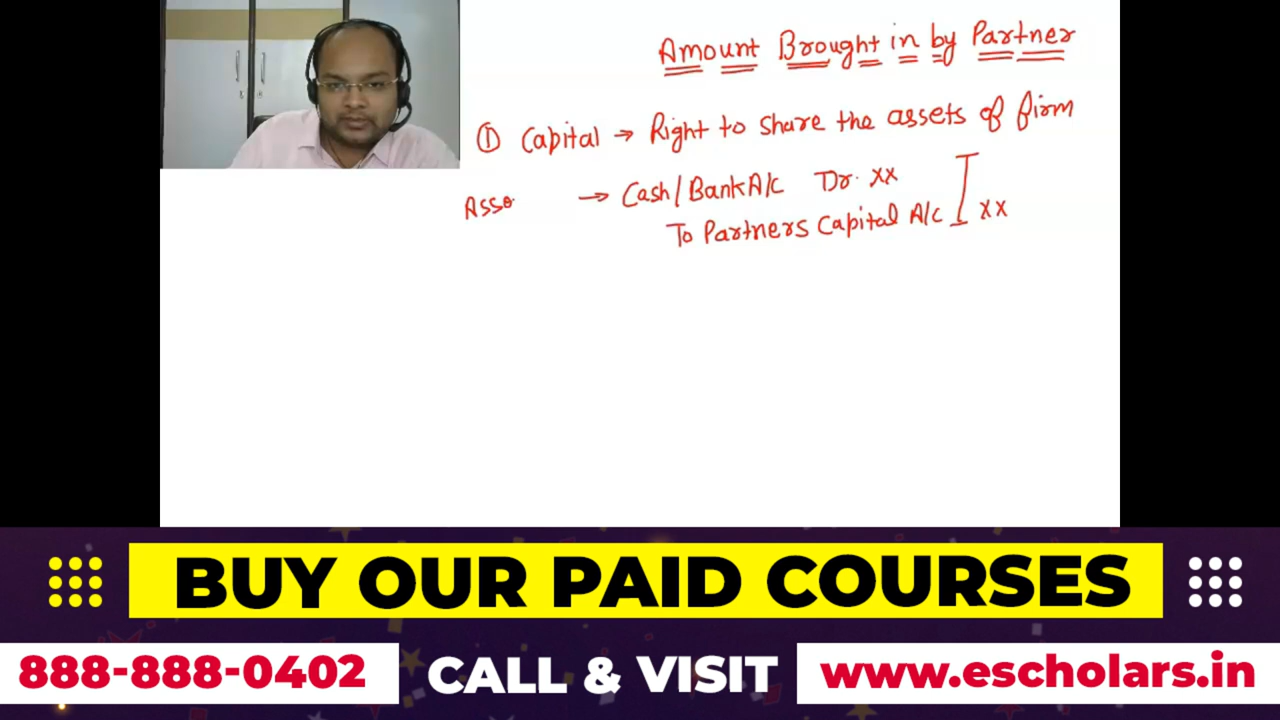 Amount Brought in by Partner
① Capital → Right to share the assets of firm
→ Cash/Bank A/c Dr. xx
Asse
To Partners Capital A/c xx
BUY OUR PAID COURSES
888-888-0402 CALL & VISIT www.escholars.in